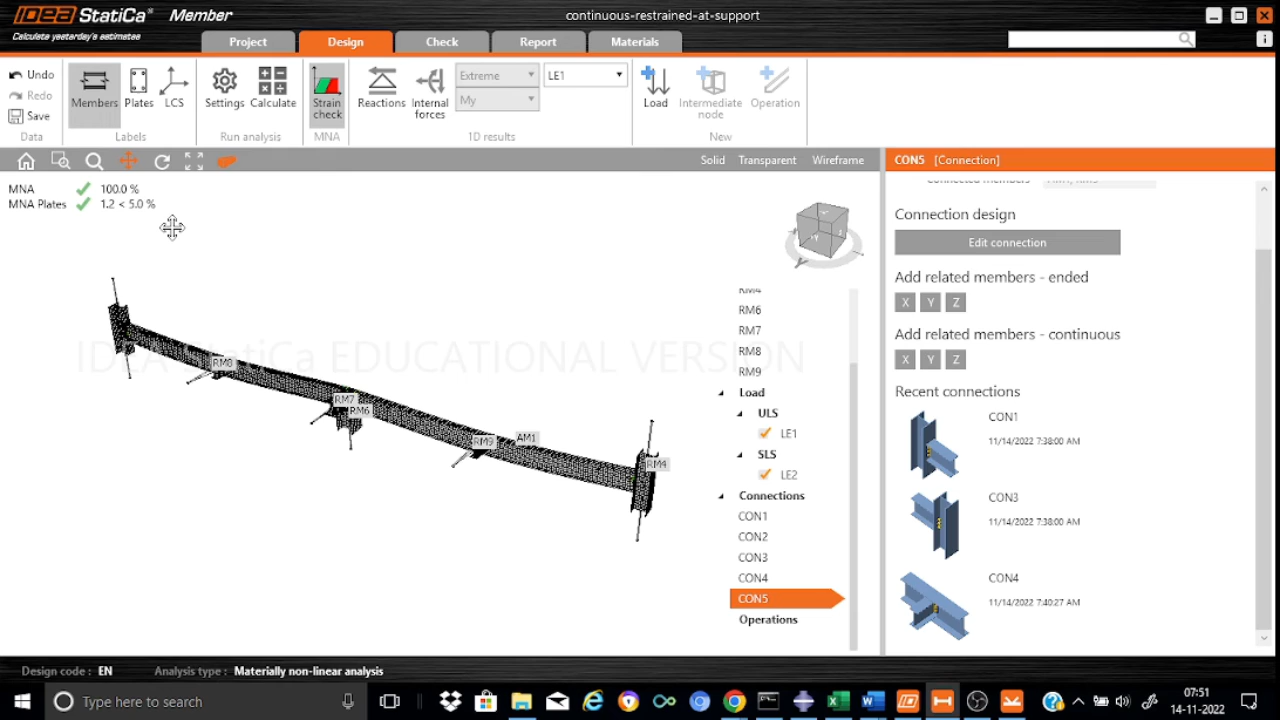 IDEA StatiCa® Member
Calculate yesterday's estimates
continuous-restrained-at-support
Project
Design
Check
Report
Materials
Undo
Redo
Save
Data
Members
Plates
LCS
Labels
Settings
Calculate
Run analysis
Strain check
MNA
Reactions
Internal forces
Extreme
My
LE1
1D results
Load
Intermediate node
Operation
New
Solid
Transparent
Wireframe
MNA 100.0 %
MNA Plates 1.2 < 5.0 %
IDEA StatiCa EDUCATIONAL VERSION
RM8
RM7
RM6
RM9
AM1
RM4
RM4
RM6
RM7
RM8
RM9
Load
ULS
LE1
SLS
LE2
Connections
CON1
CON2
CON3
CON4
CON5
Operations
CON5 [Connection]
Connected members
Connection design
Edit connection
Add related members - ended
X Y Z
Add related members - continuous
X Y Z
Recent connections
CON1
11/14/2022 7:38:00 AM
CON3
11/14/2022 7:38:00 AM
CON4
11/14/2022 7:40:27 AM
Design code : EN
Analysis type : Materially non-linear analysis
Type here to search
07:51
14-11-2022